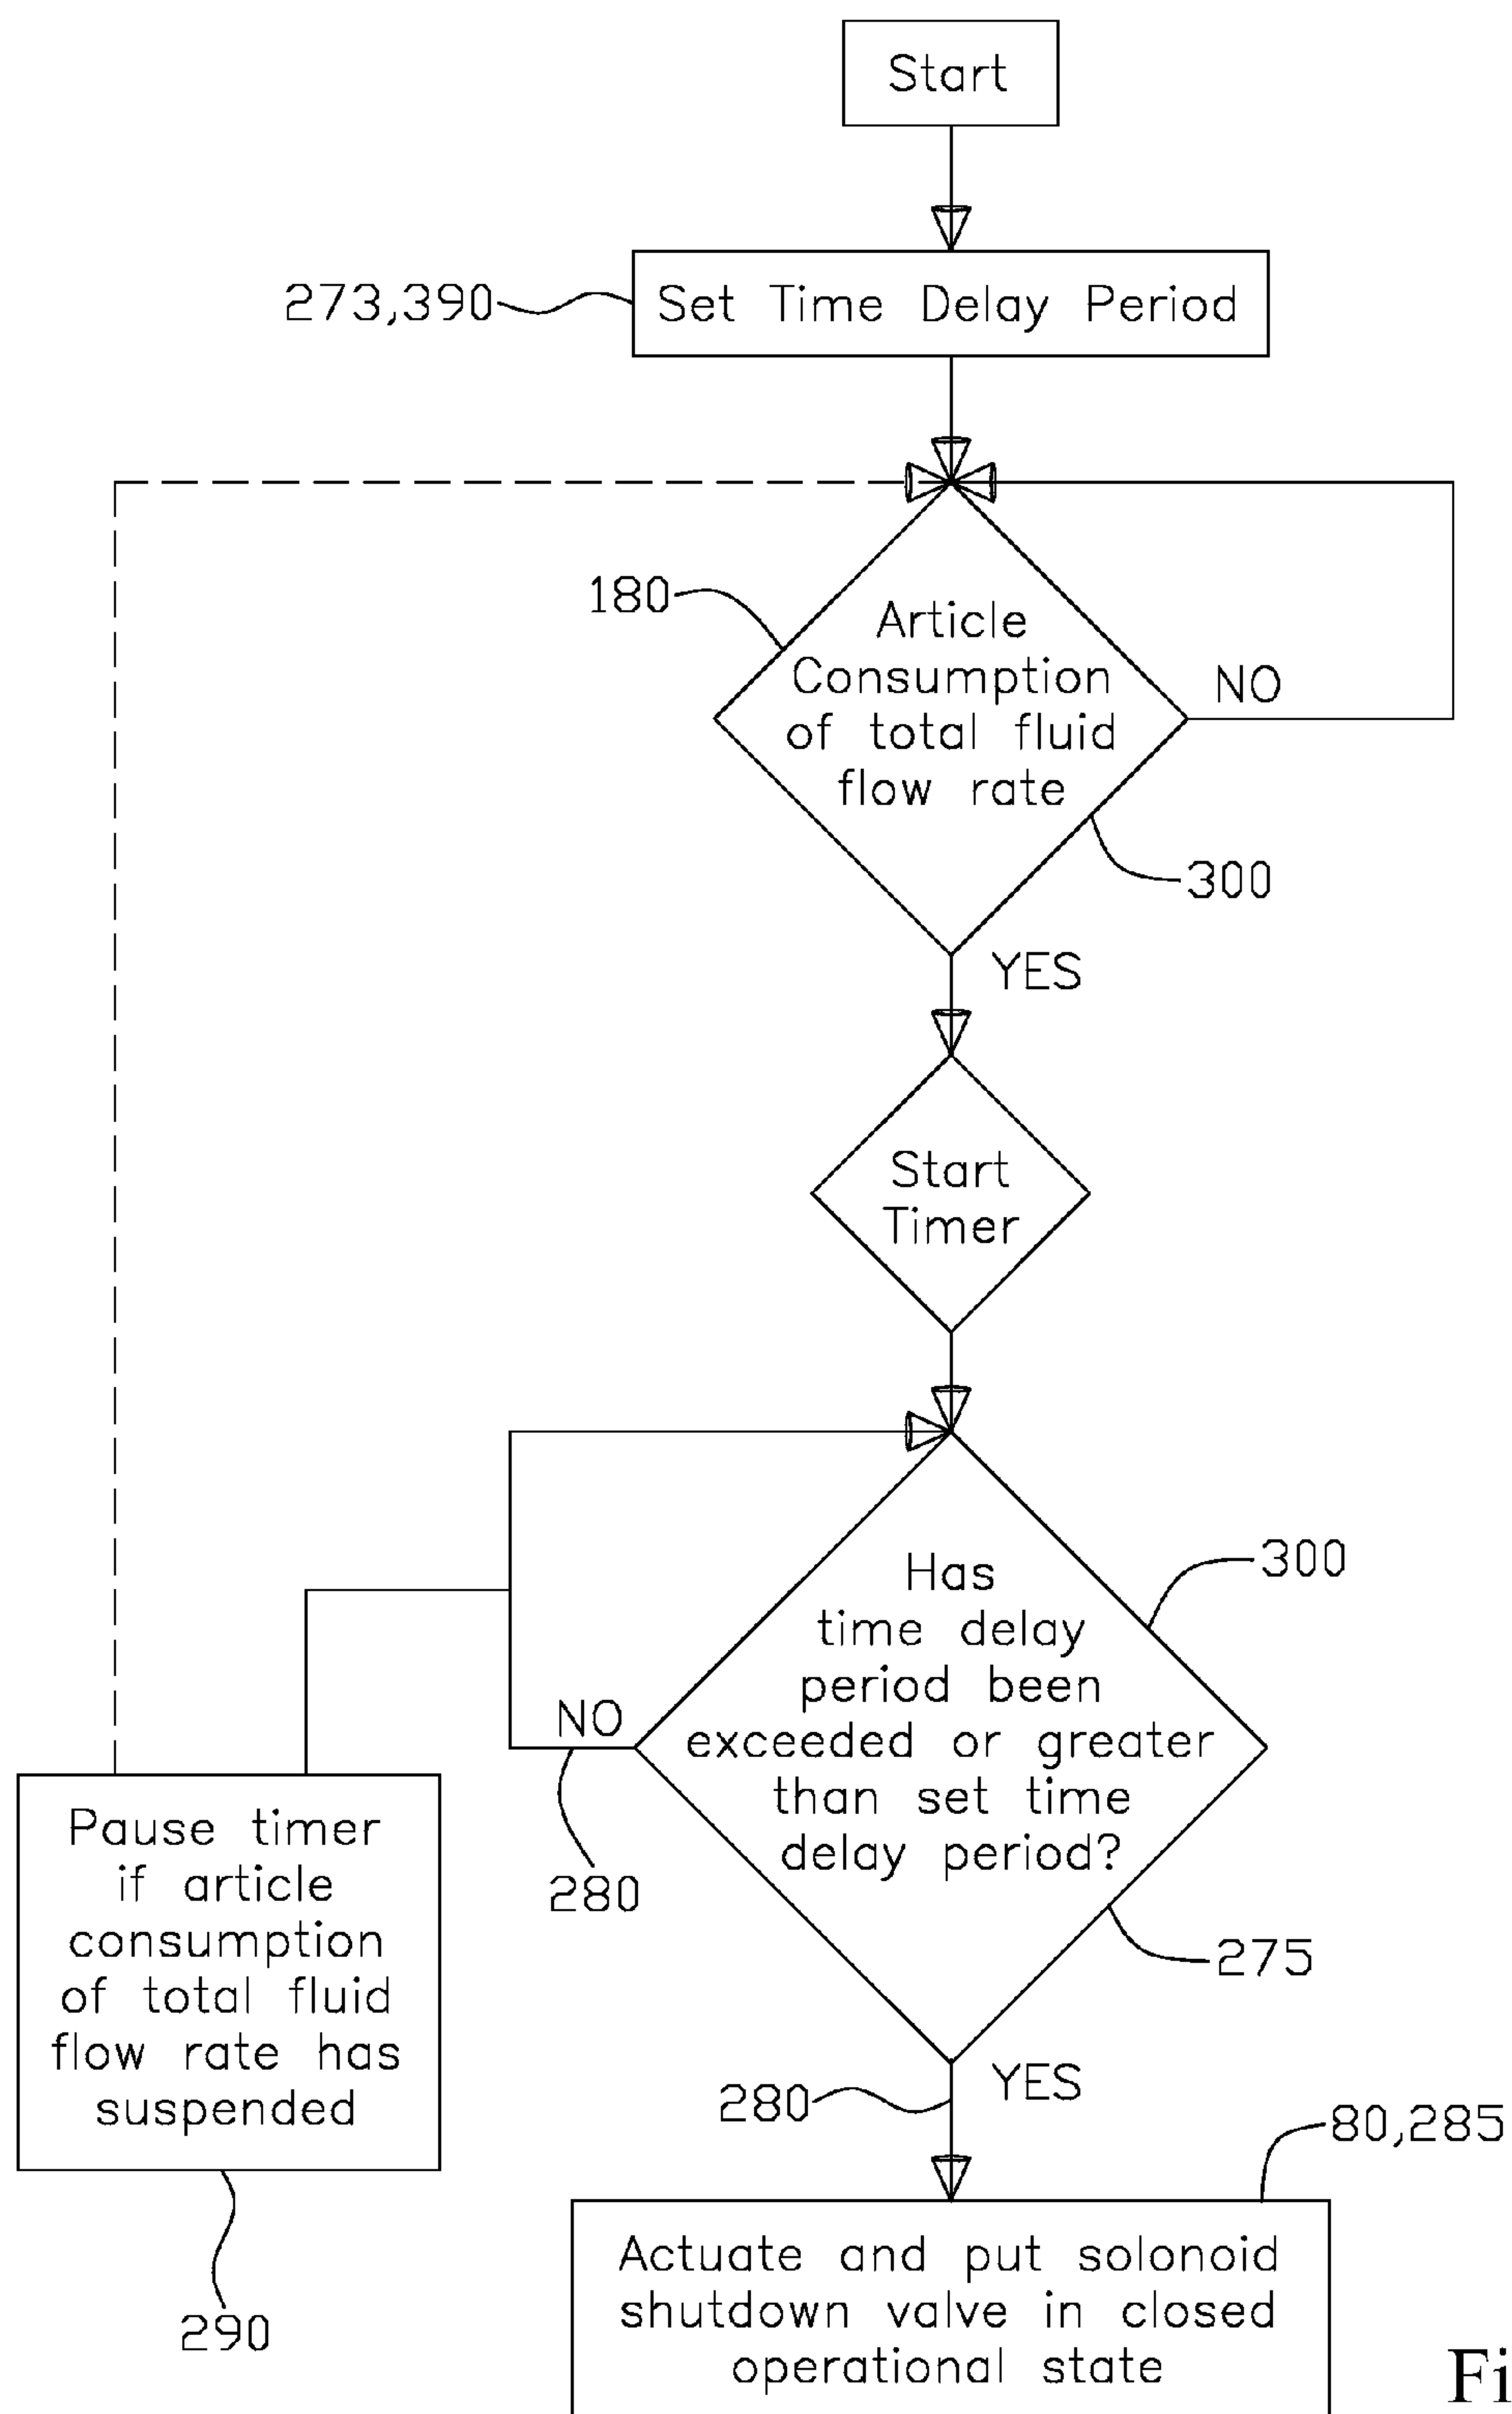 Start
273,390
Set Time Delay Period
180
Article
Consumption
of total fluid
flow rate
NO
300
YES
Start
Timer
300
Has
time delay
period been
exceeded or greater
than set time
delay period?
NO
280
275
Pause timer
if article
consumption
of total fluid
flow rate has
suspended
290
280
YES
80,285
Actuate and put solonoid
shutdown valve in closed
operational state
Fi